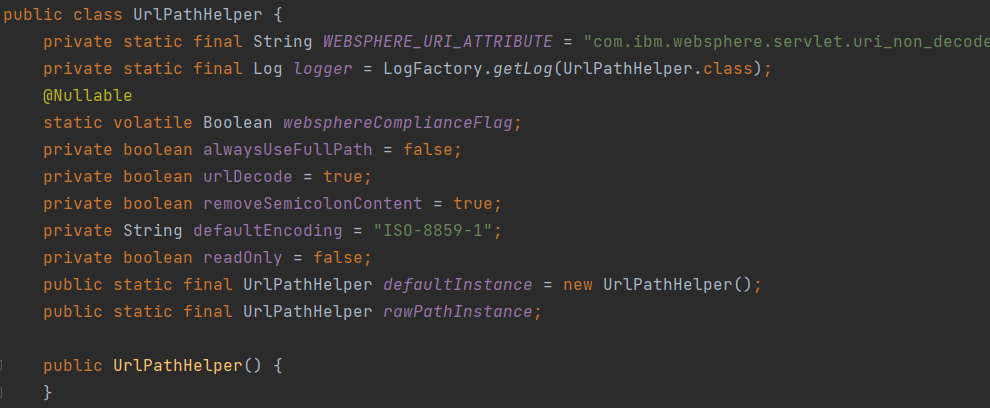 public class UrlPathHelper {
private static final String WEBSPHERE_URI_ATTRIBUTE = "com.ibm.websphere.servlet.uri_non_decode
private static final Log logger = LogFactory.getLog(UrlPathHelper.class);
@Nullable
static volatile Boolean websphereComplianceFlag;
private boolean alwaysUseFullPath = false;
private boolean urlDecode = true;
private boolean removeSemicolonContent = true;
private String defaultEncoding = "ISO-8859-1";
private boolean readOnly = false;
public static final UrlPathHelper defaultInstance = new UrlPathHelper();
public static final UrlPathHelper rawPathInstance;
public UrlPathHelper() {
}